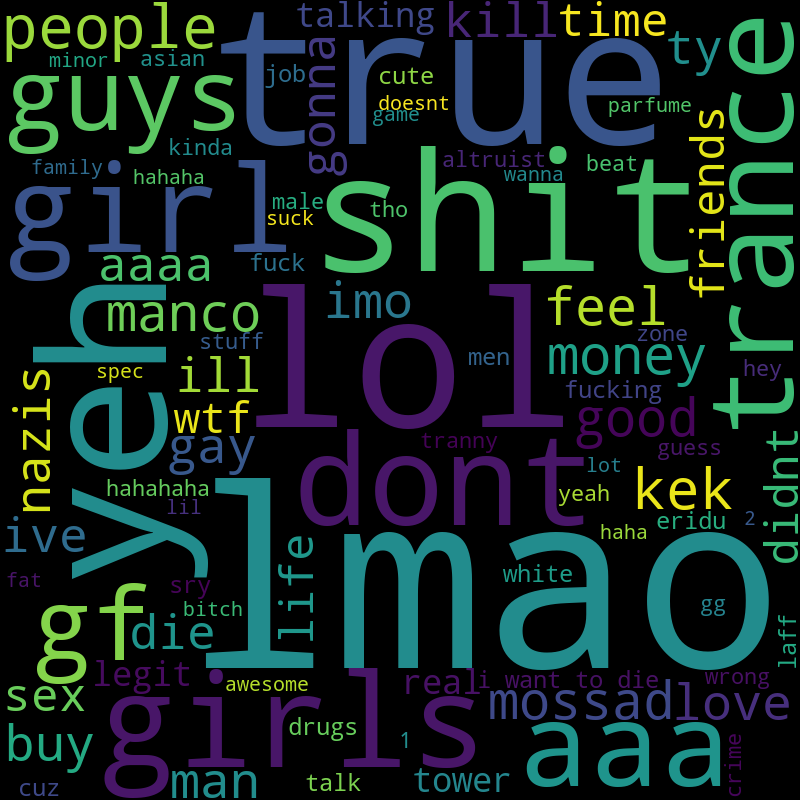 people
talking
kill
time
true
ty
minor
asian
guys
job
gonna
cute
doesnt
game
parfume
trance
kinda
family
hahaha
girl
male
suck
tho
altruist
wanna
beat
friends
shit
fuck
aaaa
manco
imo
feel
stuff
lol
zone
yeh
spec
ill
men
money
hey
nazis
wtf
fucking
good
gay
dont
tranny
guess
didnt
hahahaha
lil
lot
yeah
kek
ive
lmao
haha
eridu
2
life
fat
sry
white
gf
die
bitch
gg
laff
legit
awesome
real
i want to die
wrong
sex
girls
mossad
love
buy
drugs
1
aaa
crime
cuz
man
talk
tower